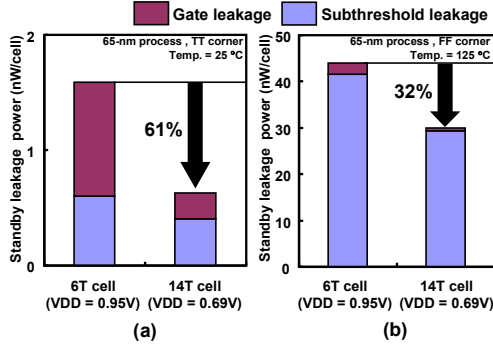 Gate leakage
Subthreshold leakage
Standby leakage power (nW/cell)
2
1
0
65-nm process , TT corner
Temp. = 25 °C
61%
6T cell
(VDD = 0.95V)
14T cell
(VDD = 0.69V)
(a)
Standby leakage power (nW/cell)
50
40
30
20
10
0
65-nm process , FF corner
Temp. = 125 °C
32%
6T cell
(VDD = 0.95V)
14T cell
(VDD = 0.69V)
(b)